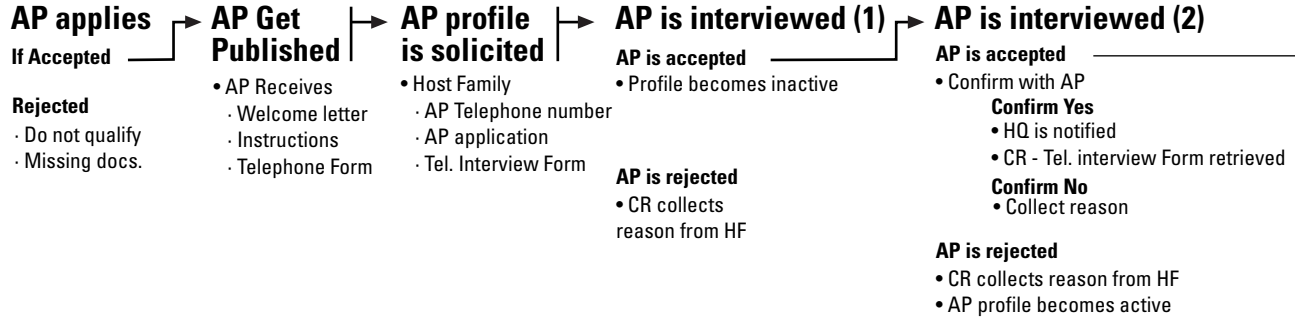 AP applies
If Accepted
Rejected
· Do not qualify
· Missing docs.
AP Get
Published
• AP Receives
· Welcome letter
· Instructions
· Telephone Form
AP profile
is solicited
• Host Family
· AP Telephone number
· AP application
· Tel. Interview Form
AP is interviewed (1)
AP is accepted
• Profile becomes inactive
AP is rejected
• CR collects
reason from HF
AP is interviewed (2)
AP is accepted
• Confirm with AP
Confirm Yes
• HQ is notified
• CR - Tel. interview Form retrieved
Confirm No
• Collect reason
AP is rejected
• CR collects reason from HF
• AP profile becomes active